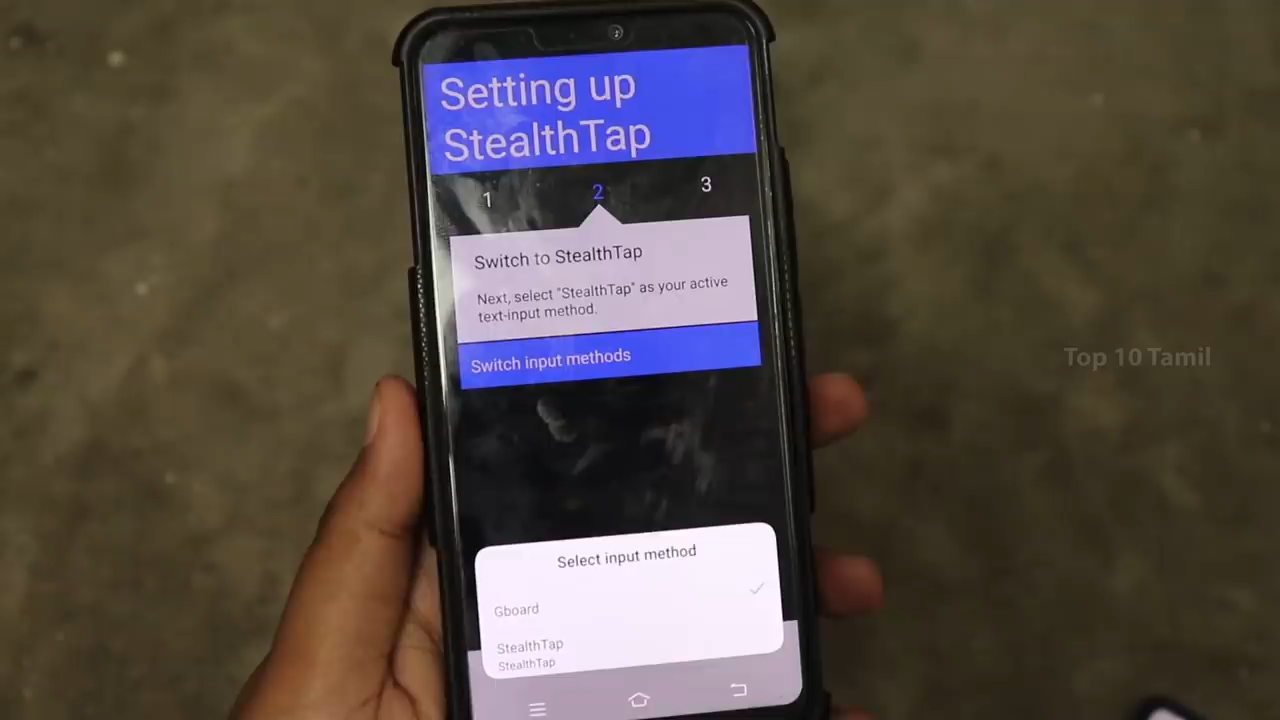 Setting up
StealthTap
1 2 3
Switch to StealthTap
Next, select "StealthTap" as your active
text-input method.
Switch input methods
Top 10 Tamil
Select input method
Gboard
StealthTap
StealthTap